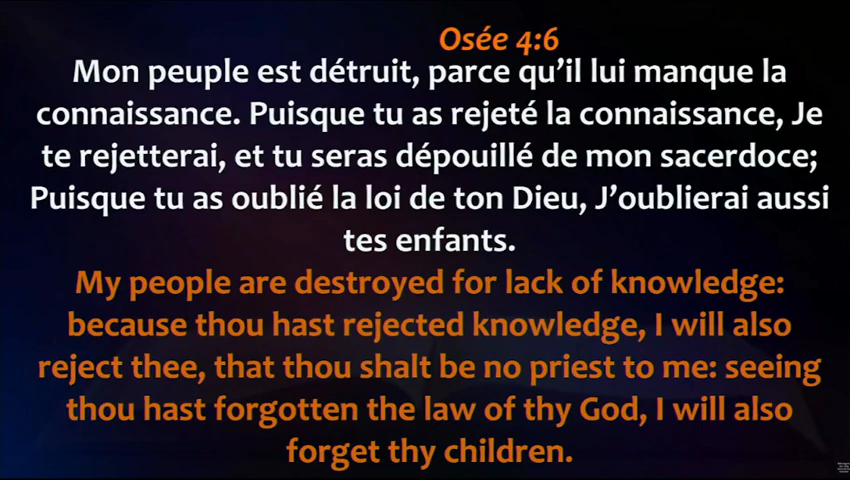 Osée 4:6
Mon peuple est détruit, parce qu'il lui manque la
connaissance. Puisque tu as rejeté la connaissance, Je
te rejetterai, et tu seras dépouillé de mon sacerdoce;
Puisque tu as oublié la loi de ton Dieu, J'oublierai aussi
tes enfants.
My people are destroyed for lack of knowledge:
because thou hast rejected knowledge, I will also
reject thee, that thou shalt be no priest to me: seeing
thou hast forgotten the law of thy God, I will also
forget thy children.